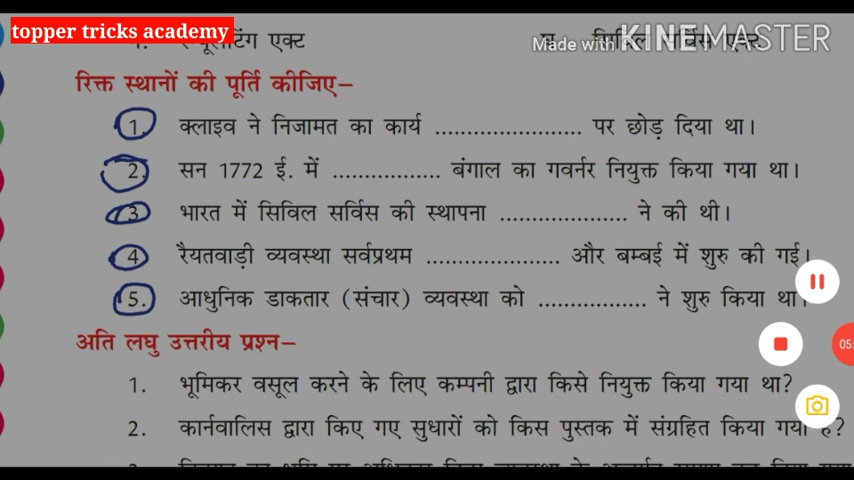 topper tricks academy
एक्ट
Made with KINEMASTER
रिक्त स्थानों की पूर्ति कीजिए–
1. क्लाइव ने निजामत का कार्य ........................ पर छोड़ दिया था।
2. सन 1772 ई. में ................. बंगाल का गवर्नर नियुक्त किया गया था।
3 भारत में सिविल सर्विस की स्थापना .................... ने की थी।
4 रैयतवाड़ी व्यवस्था सर्वप्रथम ..................... और बम्बई में शुरु की गई।
5. आधुनिक डाकतार (संचार) व्यवस्था को ................. ने शुरु किया था।
अति लघु उत्तरीय प्रश्न–
1. भूमिकर वसूल करने के लिए कम्पनी द्वारा किसे नियुक्त किया गया था?
2. कार्नवालिस द्वारा किए गए सुधारों को किस पुस्तक में संग्रहित किया गया है?